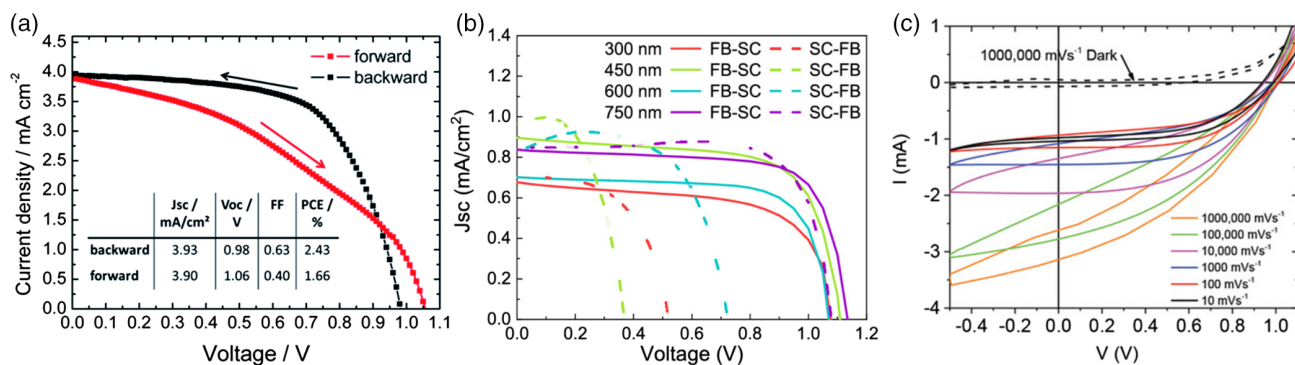 (a)
Current density / mA cm⁻²
4.5
4.0
3.5
3.0
2.5
2.0
1.5
1.0
0.5
0.0
forward
backward
Jsc / mA/cm² Voc / V FF PCE / %
backward 3.93 0.98 0.63 2.43
forward 3.90 1.06 0.40 1.66
0.0 0.1 0.2 0.3 0.4 0.5 0.6 0.7 0.8 0.9 1.0 1.1
Voltage / V
(b)
Jsc (mA/cm²)
1.4
1.2
1.0
0.8
0.6
0.4
0.2
0.0
300 nm FB-SC SC-FB
450 nm FB-SC SC-FB
600 nm FB-SC SC-FB
750 nm FB-SC SC-FB
0.0 0.2 0.4 0.6 0.8 1.0 1.2
Voltage (V)
(c)
I (mA)
1
0
-1
-2
-3
-4
1000,000 mVs⁻¹ Dark
1000,000 mVs⁻¹
100,000 mVs⁻¹
10,000 mVs⁻¹
1000 mVs⁻¹
100 mVs⁻¹
10 mVs⁻¹
-0.4 -0.2 0.0 0.2 0.4 0.6 0.8 1.0
V (V)